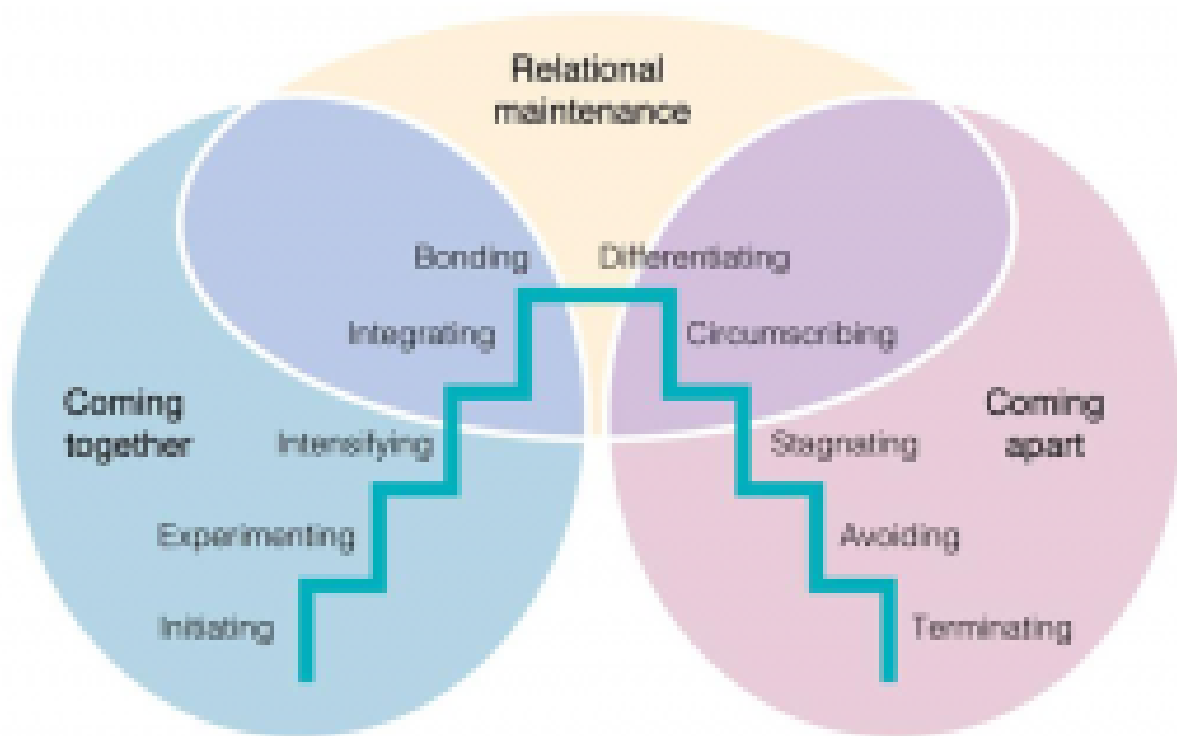 Relational
maintenance
Bonding
Differentiating
Integrating
Circumscribing
Coming
together
Coming
apart
Intensifying
Stagnating
Experimenting
Avoiding
Initiating
Terminating